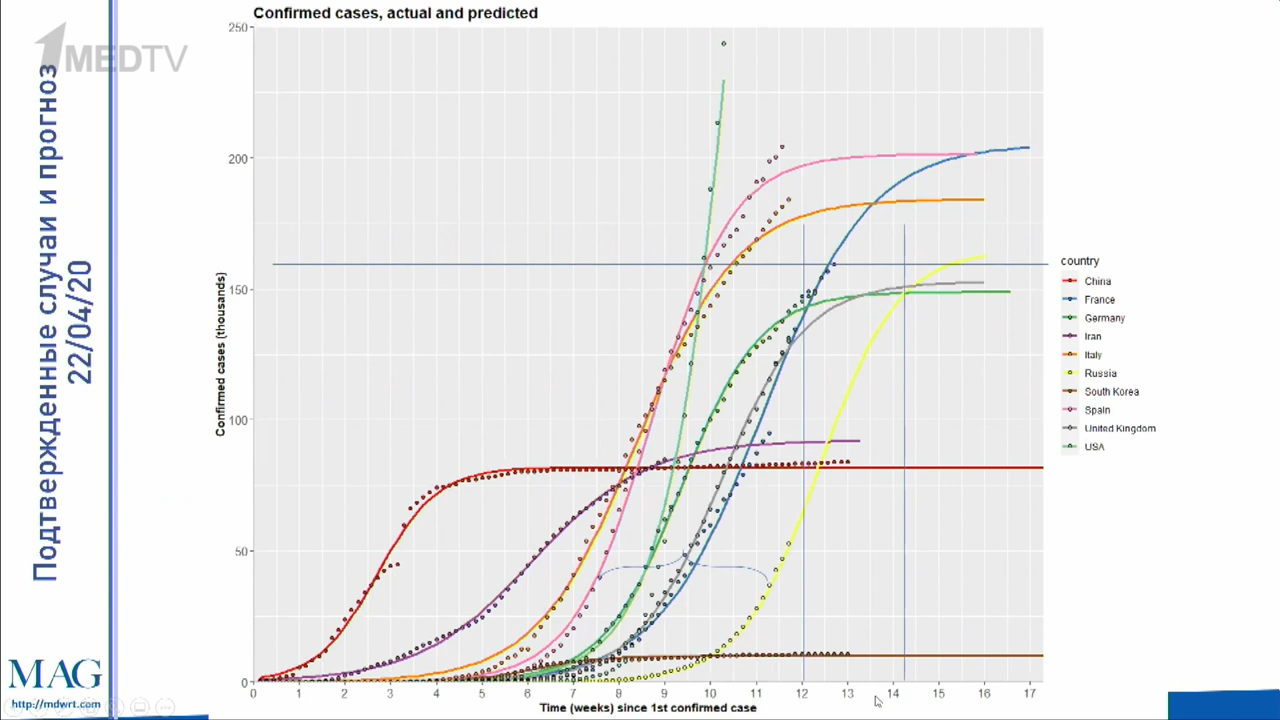 Confirmed cases, actual and predicted
1MEDTV
Подтвержденные случаи и прогноз
22/04/20
Confirmed cases (thousands)
250
200
150
100
50
0
0 1 2 3 4 5 6 7 8 9 10 11 12 13 14 15 16 17
Time (weeks) since 1st confirmed case
country
China
France
Germany
Iran
Italy
Russia
South Korea
Spain
United Kingdom
USA
MAG
http://mdwrt.com